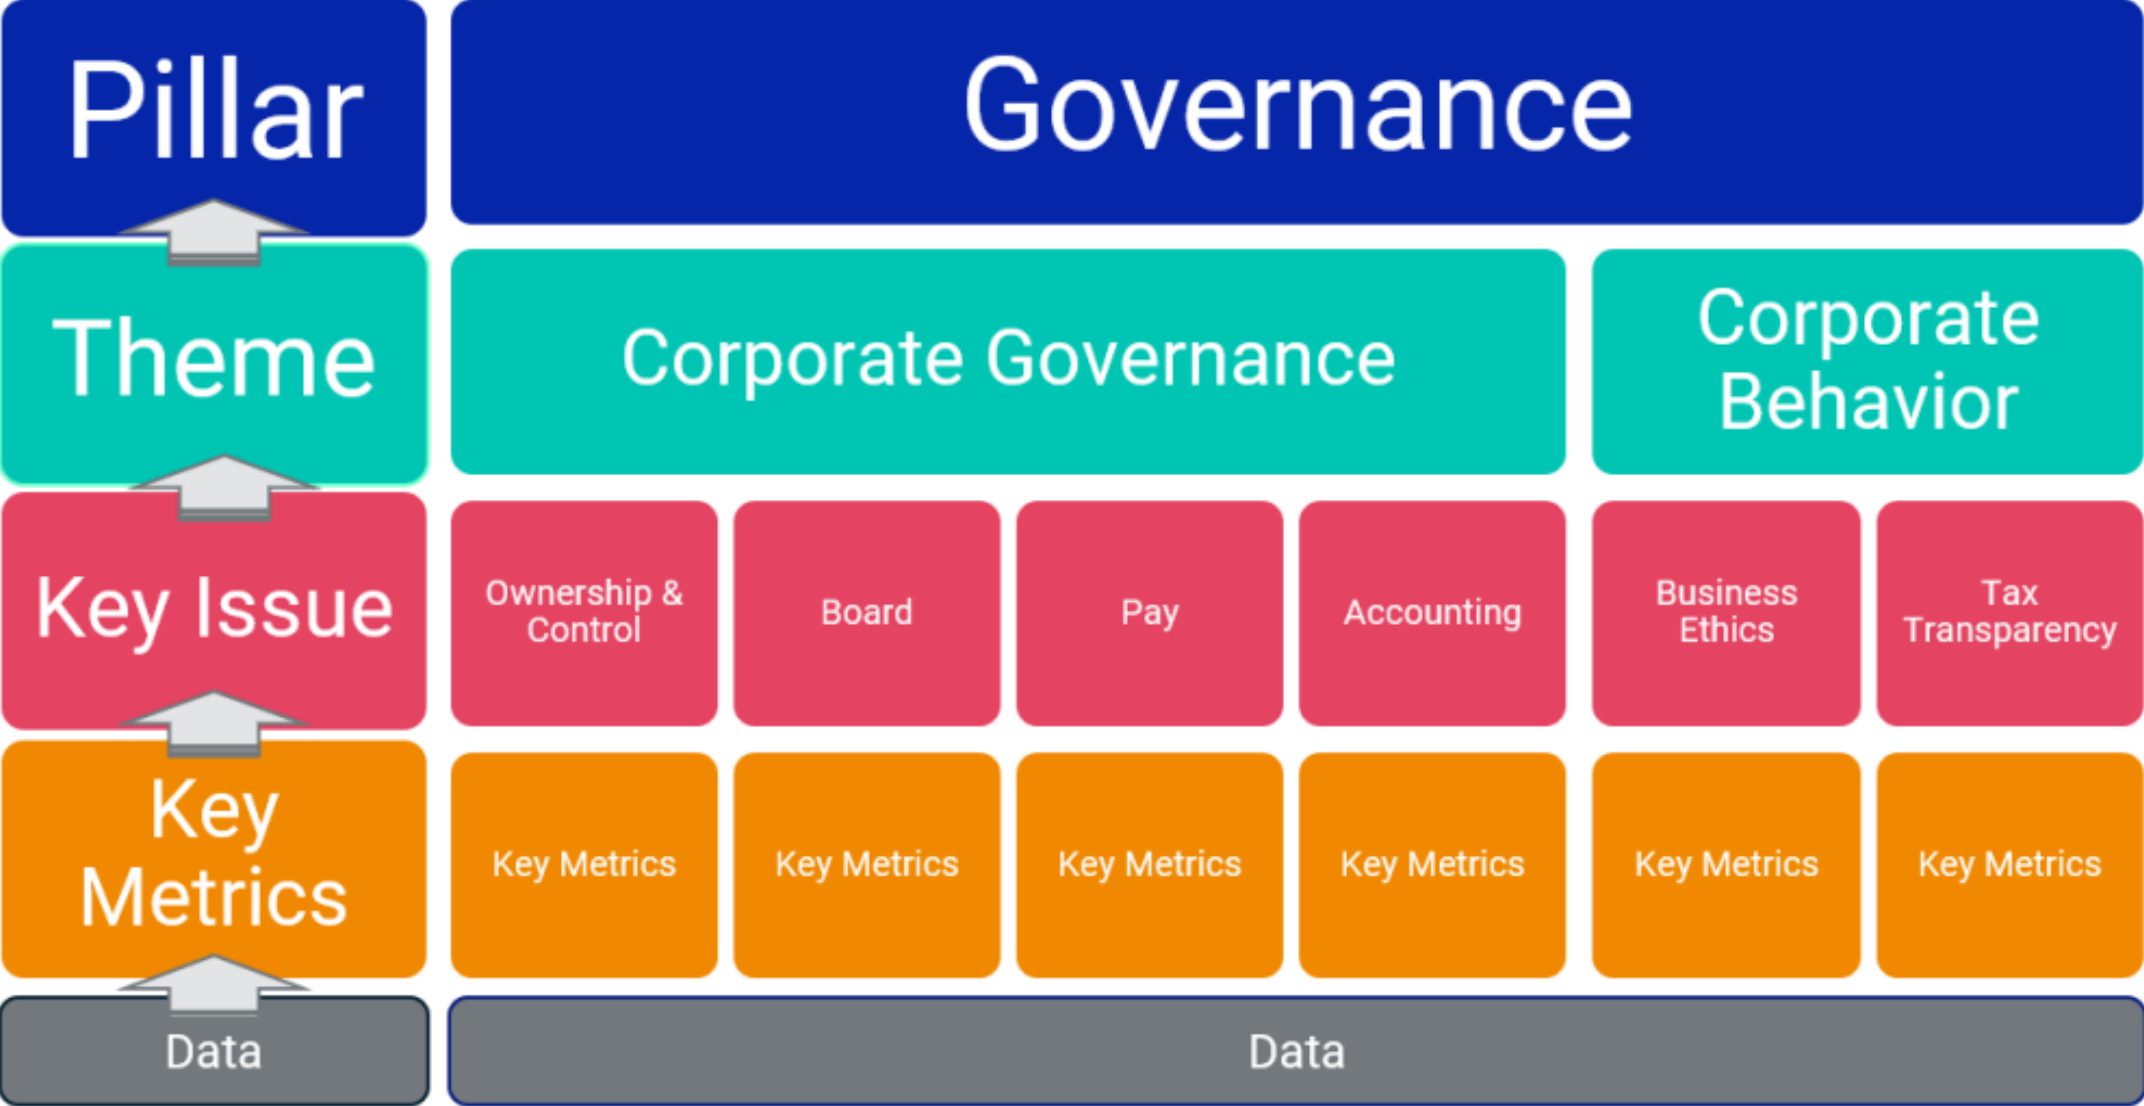 Pillar
Governance
Theme
Corporate Governance
Corporate
Behavior
Key Issue
Ownership &
Control
Board
Pay
Accounting
Business
Ethics
Tax
Transparency
Key
Metrics
Key Metrics
Key Metrics
Key Metrics
Key Metrics
Key Metrics
Key Metrics
Data
Data